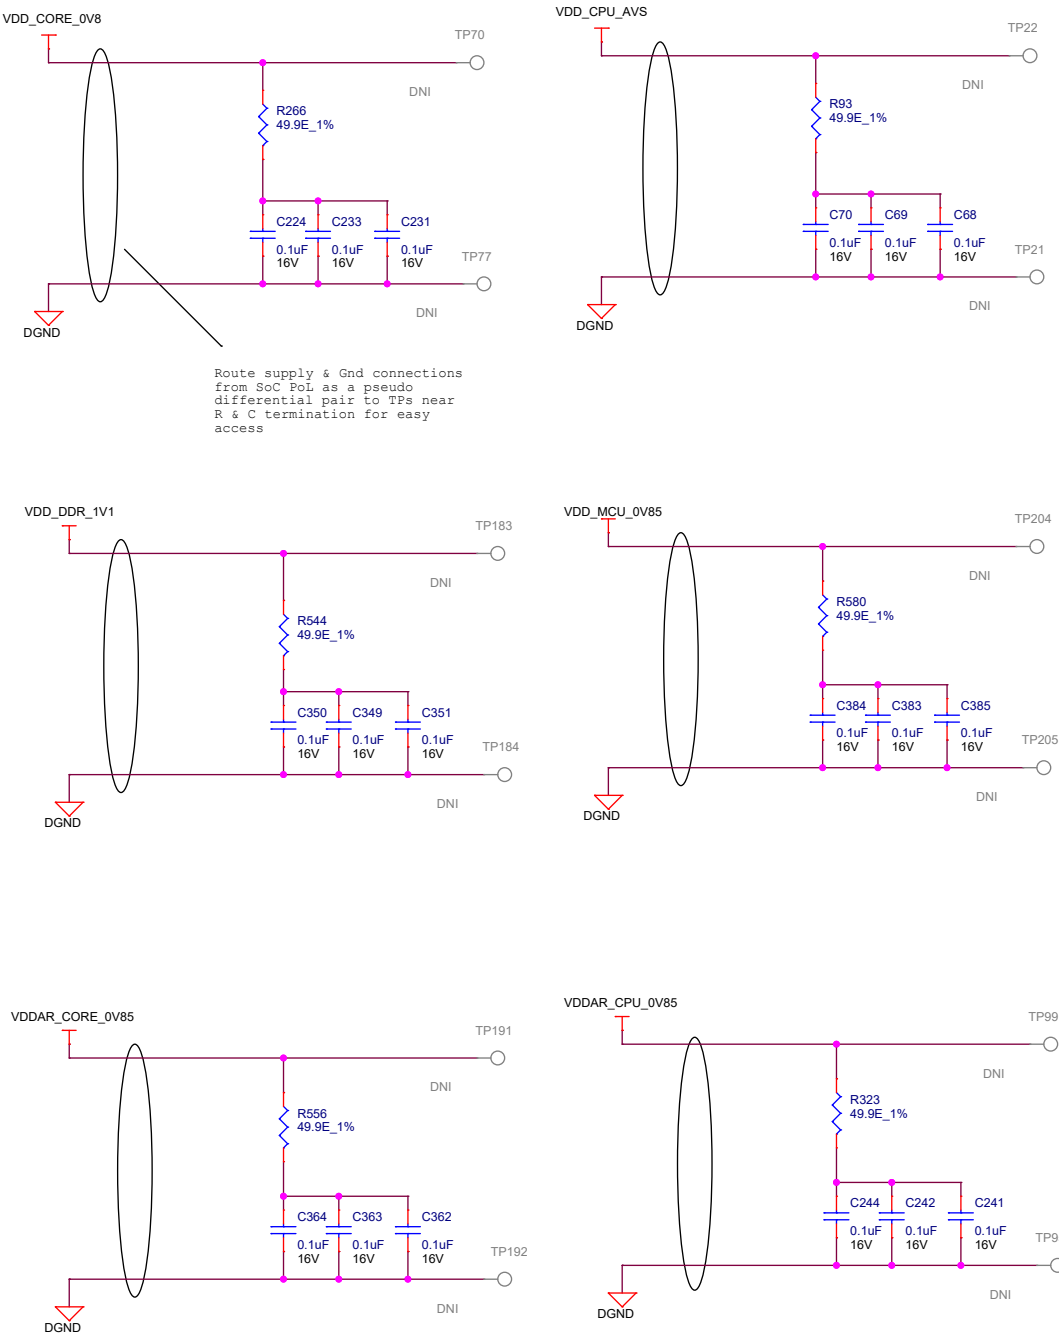 VDD_CORE_0V8
TP70
DNI
R266
49.9E_1%
C224 C233 C231
0.1uF 0.1uF 0.1uF
16V 16V 16V
TP77
DNI
DGND
Route supply & Gnd connections
from SoC PoL as a pseudo
differential pair to TPs near
R & C termination for easy
access
VDD_CPU_AVS
TP22
DNI
R93
49.9E_1%
C70 C69 C68
0.1uF 0.1uF 0.1uF
16V 16V 16V
TP21
DNI
DGND
VDD_DDR_1V1
TP183
DNI
R544
49.9E_1%
C350 C349 C351
0.1uF 0.1uF 0.1uF
16V 16V 16V
TP184
DNI
DGND
VDD_MCU_0V85
TP204
DNI
R580
49.9E_1%
C384 C383 C385
0.1uF 0.1uF 0.1uF
16V 16V 16V
TP205
DNI
DGND
VDDAR_CORE_0V85
TP191
DNI
R556
49.9E_1%
C364 C363 C362
0.1uF 0.1uF 0.1uF
16V 16V 16V
TP192
DNI
DGND
VDDAR_CPU_0V85
TP99
DNI
R323
49.9E_1%
C244 C242 C241
0.1uF 0.1uF 0.1uF
16V 16V 16V
DNI
DGND